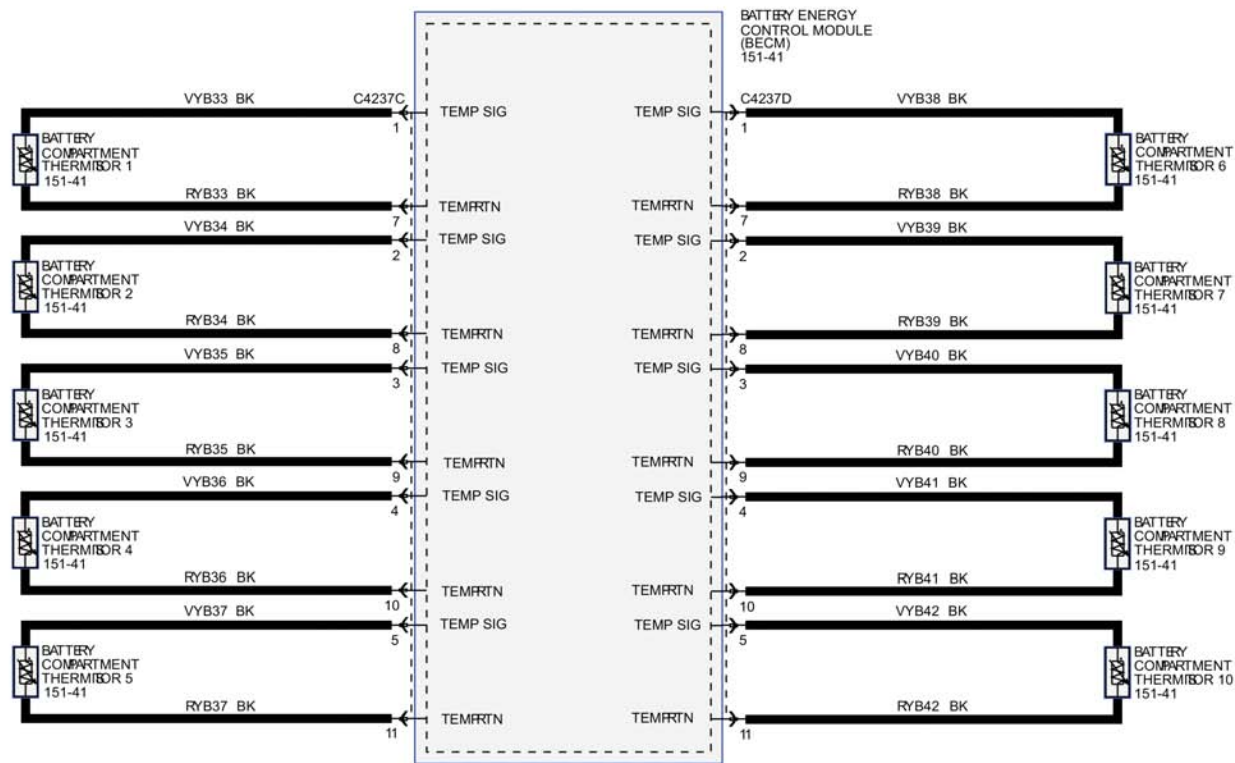 BATTERY ENERGY
CONTROL MODULE
(BECM)
151-41
VYB33 BK
C4237C
1
TEMP SIG
BATTERY
COMPARTMENT
THERMISTOR 1
151-41
RYB33 BK
7
TEMPRTN
VYB34 BK
2
TEMP SIG
BATTERY
COMPARTMENT
THERMISTOR 2
151-41
RYB34 BK
8
TEMPRTN
VYB35 BK
3
TEMP SIG
BATTERY
COMPARTMENT
THERMISTOR 3
151-41
RYB35 BK
9
TEMPRTN
VYB36 BK
4
TEMP SIG
BATTERY
COMPARTMENT
THERMISTOR 4
151-41
RYB36 BK
10
TEMPRTN
VYB37 BK
5
TEMP SIG
BATTERY
COMPARTMENT
THERMISTOR 5
151-41
RYB37 BK
11
TEMPRTN
TEMP SIG
C4237D
1
VYB38 BK
BATTERY
COMPARTMENT
THERMISTOR 6
151-41
TEMPRTN
7
RYB38 BK
TEMP SIG
2
VYB39 BK
BATTERY
COMPARTMENT
THERMISTOR 7
151-41
TEMPRTN
8
RYB39 BK
TEMP SIG
3
VYB40 BK
BATTERY
COMPARTMENT
THERMISTOR 8
151-41
TEMPRTN
9
RYB40 BK
TEMP SIG
4
VYB41 BK
BATTERY
COMPARTMENT
THERMISTOR 9
151-41
TEMPRTN
10
RYB41 BK
TEMP SIG
5
VYB42 BK
BATTERY
COMPARTMENT
THERMISTOR 10
151-41
TEMPRTN
11
RYB42 BK